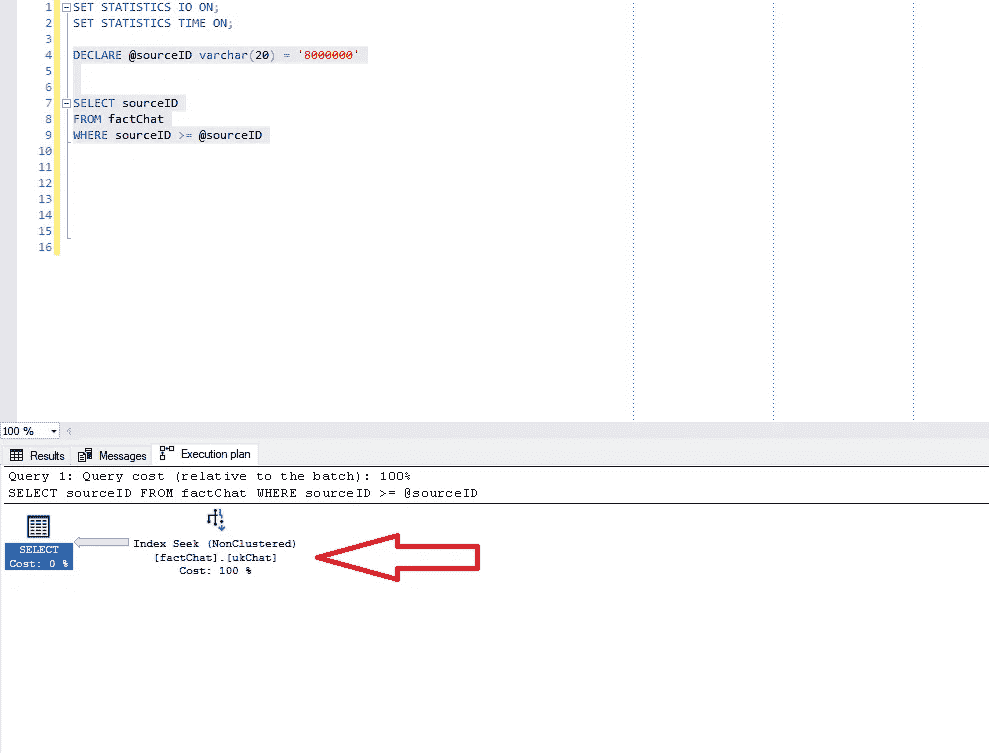 1 SET STATISTICS IO ON;
2 SET STATISTICS TIME ON;
3
4 DECLARE @sourceID varchar(20) = '8000000'
5
6
7 SELECT sourceID
8 FROM factChat
9 WHERE sourceID >= @sourceID
10
11
12
13
14
15
16
100 %
Results Messages Execution plan
Query 1: Query cost (relative to the batch): 100%
SELECT sourceID FROM factChat WHERE sourceID >= @sourceID
SELECT
Cost: 0 %
Index Seek (NonClustered)
[factChat].[ukChat]
Cost: 100 %